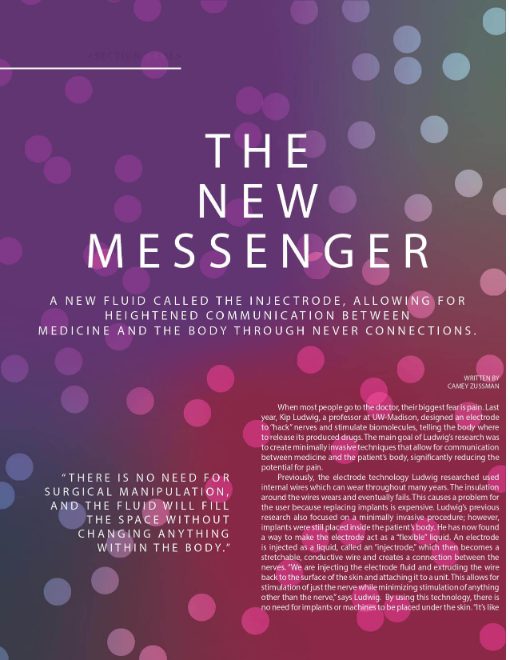 THE
NEW
MESSENGER
A NEW FLUID CALLED THE INJECTRODE, ALLOWING FOR
HEIGHTENED COMMUNICATION BETWEEN
MEDICINE AND THE BODY THROUGH NEVER CONNECTIONS.
WRITTEN BY
CAMEY ZUSSMAN
When most people go to the doctor, their biggest fear is pain. Last
year, Kip Ludwig, a professor at UW-Madison, designed an electrode
to "hack" nerves and stimulate biomolecules, telling the body where
to release its produced drugs. The main goal of Ludwig's research was
to create minimally invasive techniques that allow for communication
between medicine and the patient's body, significantly reducing the
potential for pain.
Previously, the electrode technology Ludwig researched used
internal wires which can wear throughout many years. The insulation
around the wires wears and eventually fails. This causes a problem for
the user because replacing implants is expensive. Ludwig's previous
research also focused on a minimally invasive procedure; however,
implants were still placed inside the patient's body. He has now found
a way to make the electrode act as a "flexible" liquid. An electrode
is injected as a liquid, called an "injectrode," which then becomes a
stretchable, conductive wire and creates a connection between the
nerves. "We are injecting the electrode fluid and extruding the wire
back to the surface of the skin and attaching it to a unit. This allows for
stimulation of just the nerve while minimizing stimulation of anything
other than the nerve," says Ludwig. By using this technology, there is
no need for implants or machines to be placed under the skin. "It's like
"THERE IS NO NEED FOR
SURGICAL MANIPULATION,
AND THE FLUID WILL FILL
THE SPACE WITHOUT
CHANGING ANYTHING
WITHIN THE BODY."